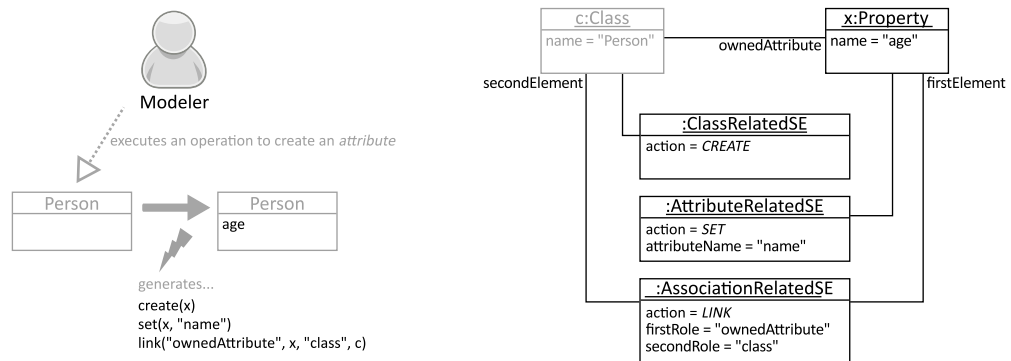 Modeler
executes an operation to create an attribute
Person
Person
age
generates...
create(x)
set(x, "name")
link("ownedAttribute", x, "class", c)
c:Class
name = "Person"
x:Property
name = "age"
ownedAttribute
secondElement
firstElement
:ClassRelatedSE
action = CREATE
:AttributeRelatedSE
action = SET
attributeName = "name"
:AssociationRelatedSE
action = LINK
firstRole = "ownedAttribute"
secondRole = "class"